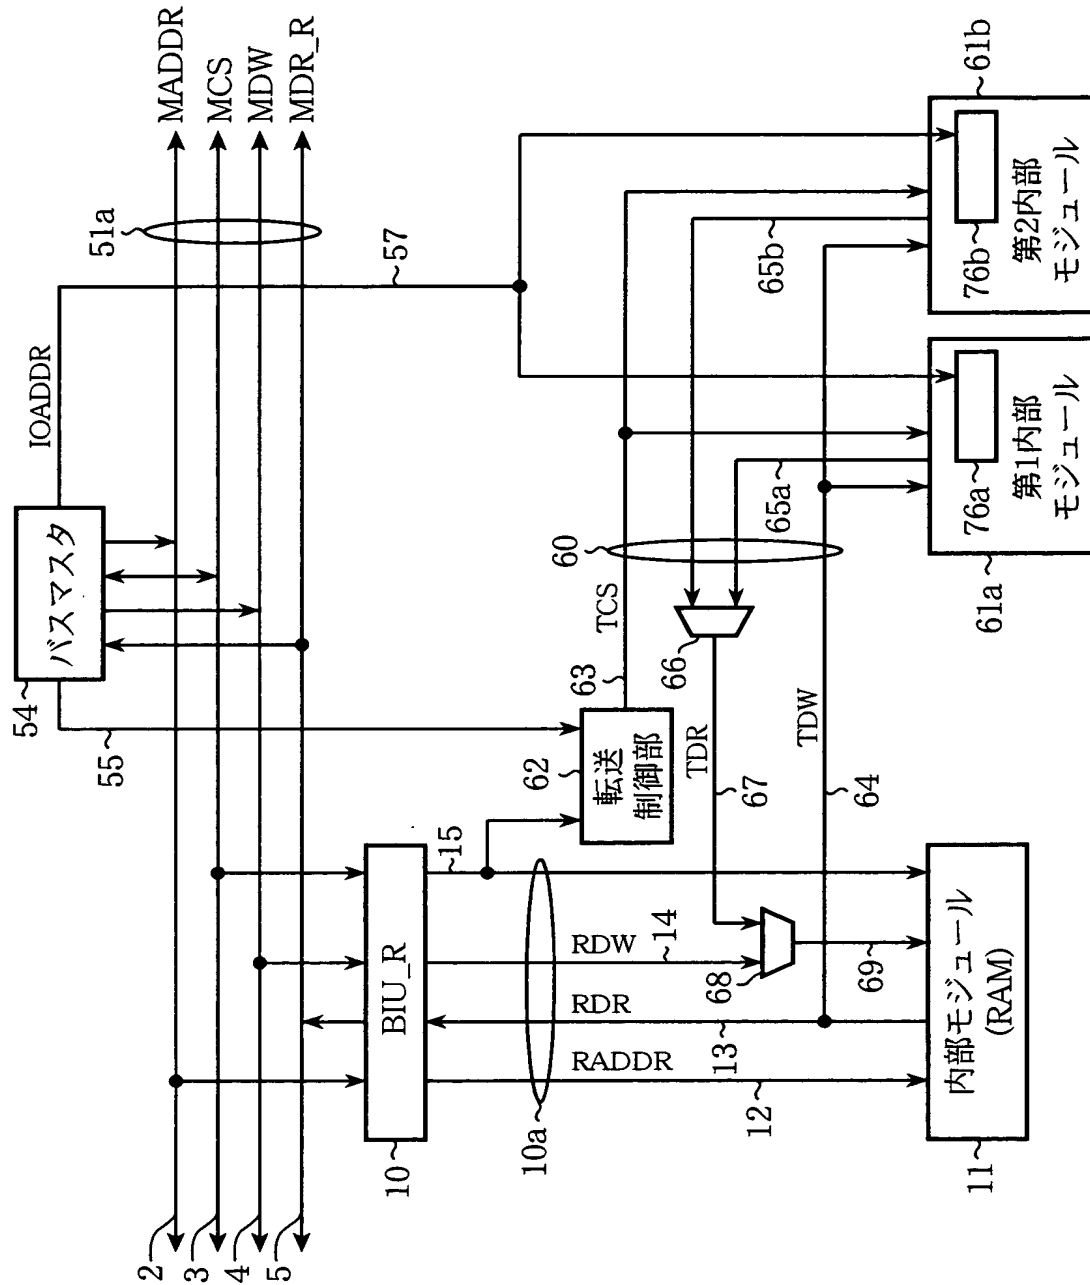 バスマスタ
54
55
IOADDR
57
51a
MADDR
MCS
MDW
MDR_R
2
3
4
5
BIU_R
10
10a
15
転送
制御部
62
63
TCS
60
66
TDR
67
TDW
64
65a
65b
RDW
14
RDR
13
RADDR
12
68
69
内部モジュール
(RAM)
11
76a
第1内部
モジュール
61a
76b
第2内部
モジュール
61b